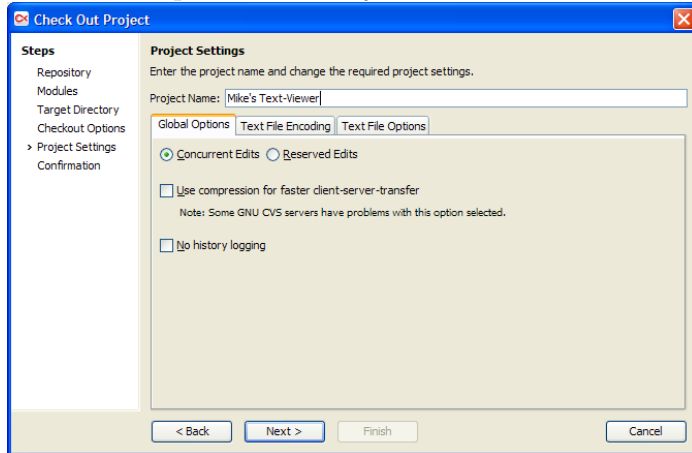 Check Out Project
Steps
Repository
Modules
Target Directory
Checkout Options
Project Settings
Confirmation
Project Settings
Enter the project name and change the required project settings.
Project Name: Mike's Text-Viewer
Global Options Text File Encoding Text File Options
Concurrent Edits Reserved Edits
Use compression for faster client-server-transfer
Note: Some GNU CVS servers have problems with this option selected.
No history logging
< Back Next > Finish Cancel